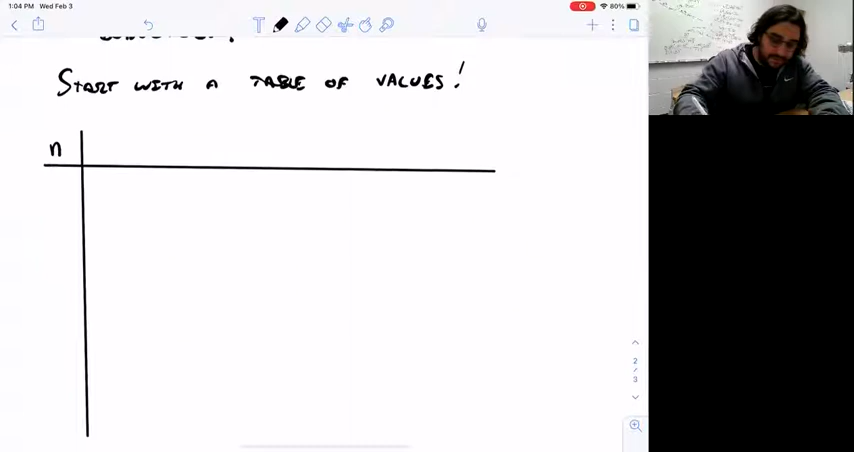 1:04 PM Wed Feb 3
80%
START WITH A TABLE OF VALUES!
n
2
/
3